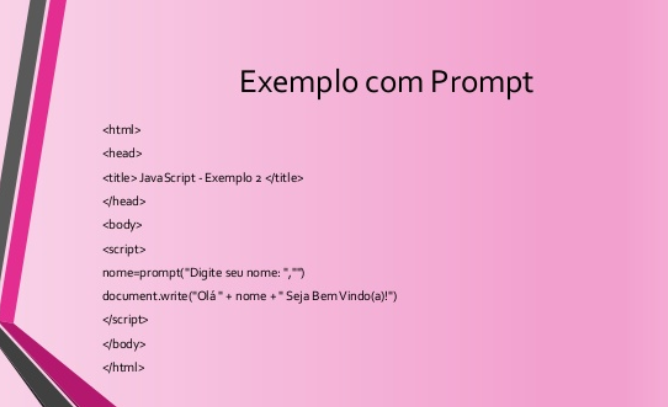 Exemplo com Prompt
<html>
<head>
<title> JavaScript - Exemplo 2 </title>
</head>
<body>
<script>
nome=prompt("Digite seu nome: ","")
document.write("Olá " + nome + " Seja Bem Vindo(a)!")
</script>
</body>
</html>